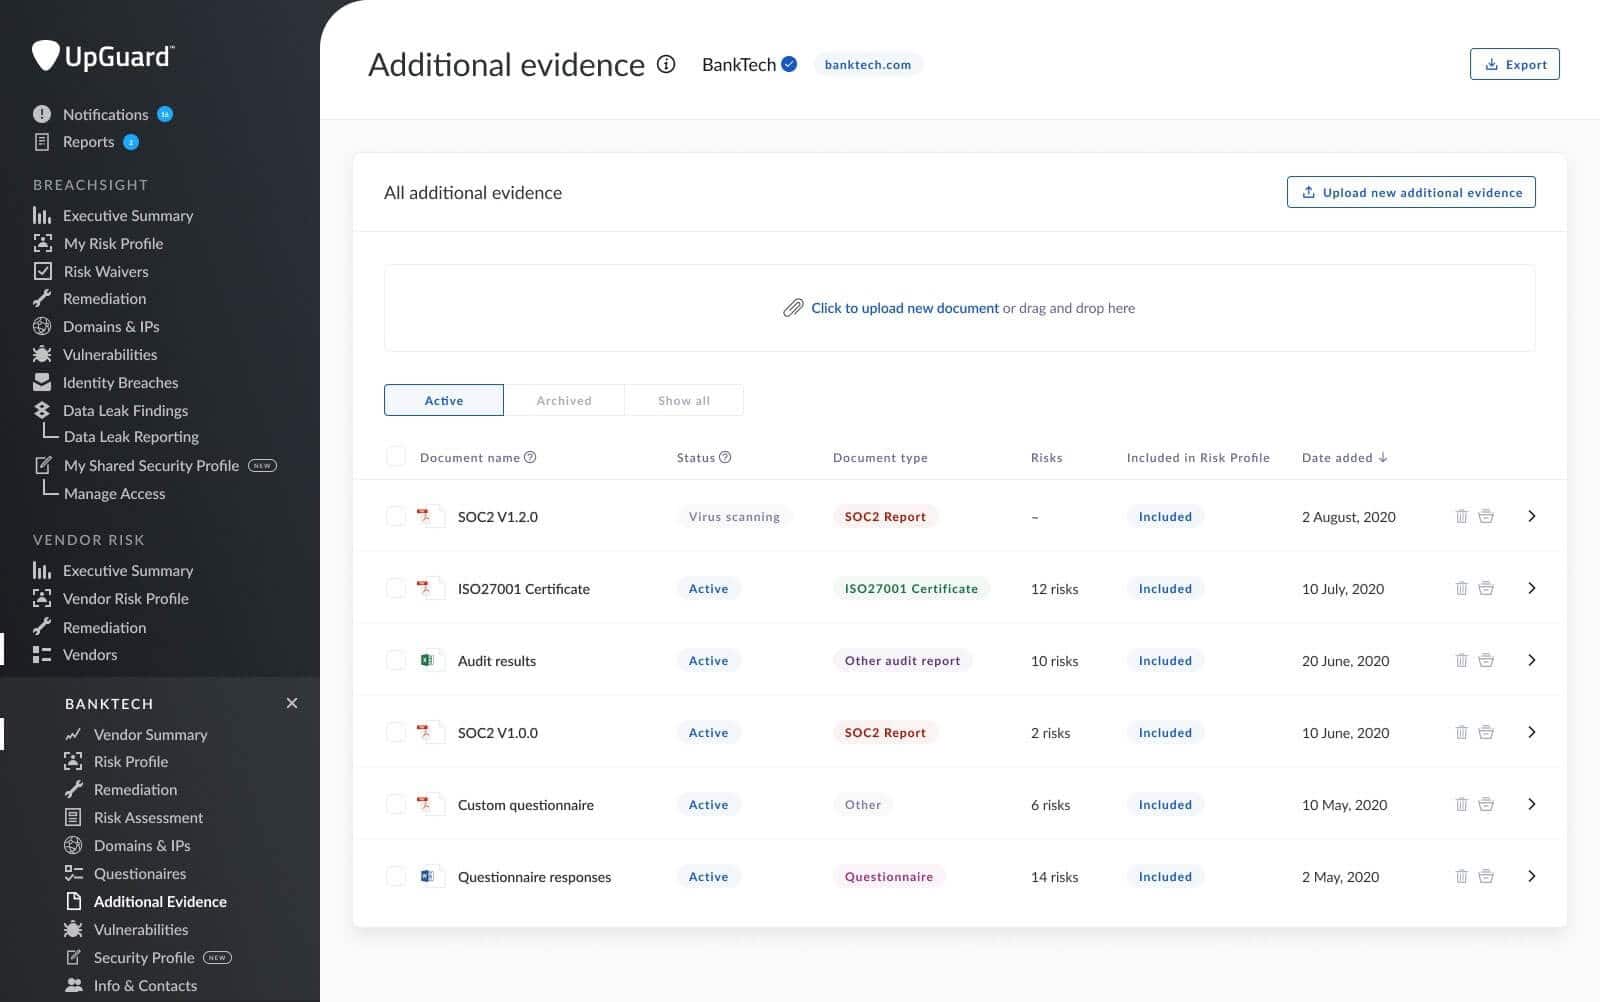 UpGuard™
Notifications 16
Reports 2
BREACHSIGHT
Executive Summary
My Risk Profile
Risk Waivers
Remediation
Domains & IPs
Vulnerabilities
Identity Breaches
Data Leak Findings
Data Leak Reporting
My Shared Security Profile NEW
Manage Access
VENDOR RISK
Executive Summary
Vendor Risk Profile
Remediation
Vendors
BANKTECH
Vendor Summary
Risk Profile
Remediation
Risk Assessment
Domains & IPs
Questionaires
Additional Evidence
Vulnerabilities
Security Profile NEW
Info & Contacts
Additional evidence BankTech banktech.com Export
All additional evidence Upload new additional evidence
Click to upload new document or drag and drop here
Active Archived Show all
Document name Status Document type Risks Included in Risk Profile Date added
SOC2 V1.2.0 Virus scanning SOC2 Report – Included 2 August, 2020
ISO27001 Certificate Active ISO27001 Certificate 12 risks Included 10 July, 2020
Audit results Active Other audit report 10 risks Included 20 June, 2020
SOC2 V1.0.0 Active SOC2 Report 2 risks Included 10 June, 2020
Custom questionnaire Active Other 6 risks Included 10 May, 2020
Questionnaire responses Active Questionnaire 14 risks Included 2 May, 2020